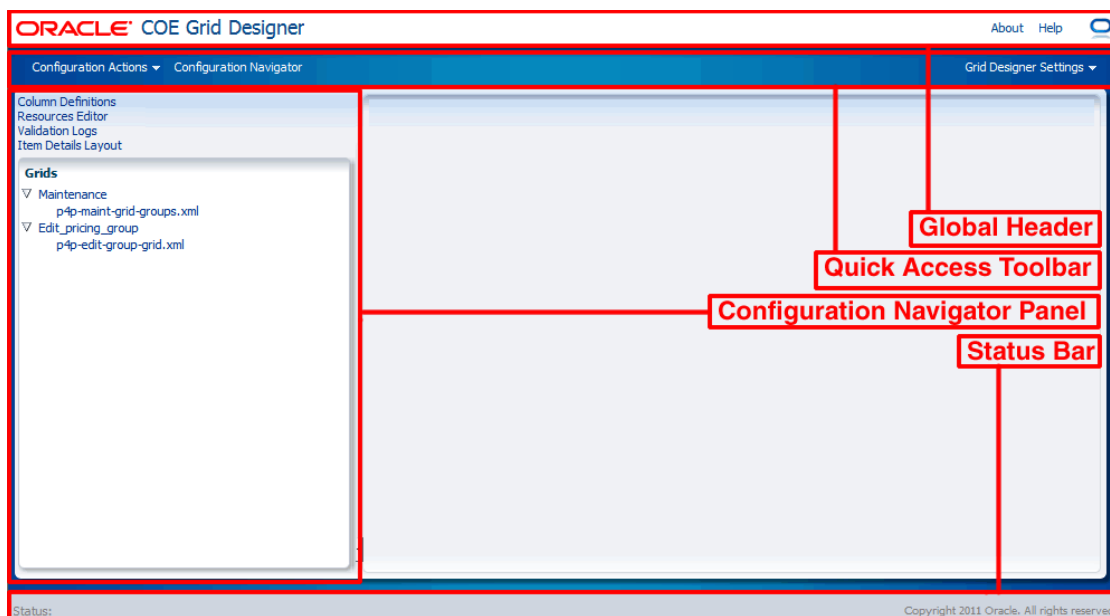 ORACLE COE Grid Designer
About Help
Configuration Actions Configuration Navigator
Grid Designer Settings
Column Definitions
Resources Editor
Validation Logs
Item Details Layout
Grids
Maintenance
p4p-maint-grid-groups.xml
Edit_pricing_group
p4p-edit-group-grid.xml
Global Header
Quick Access Toolbar
Configuration Navigator Panel
Status Bar
Status:
Copyright 2011 Oracle. All rights reserved